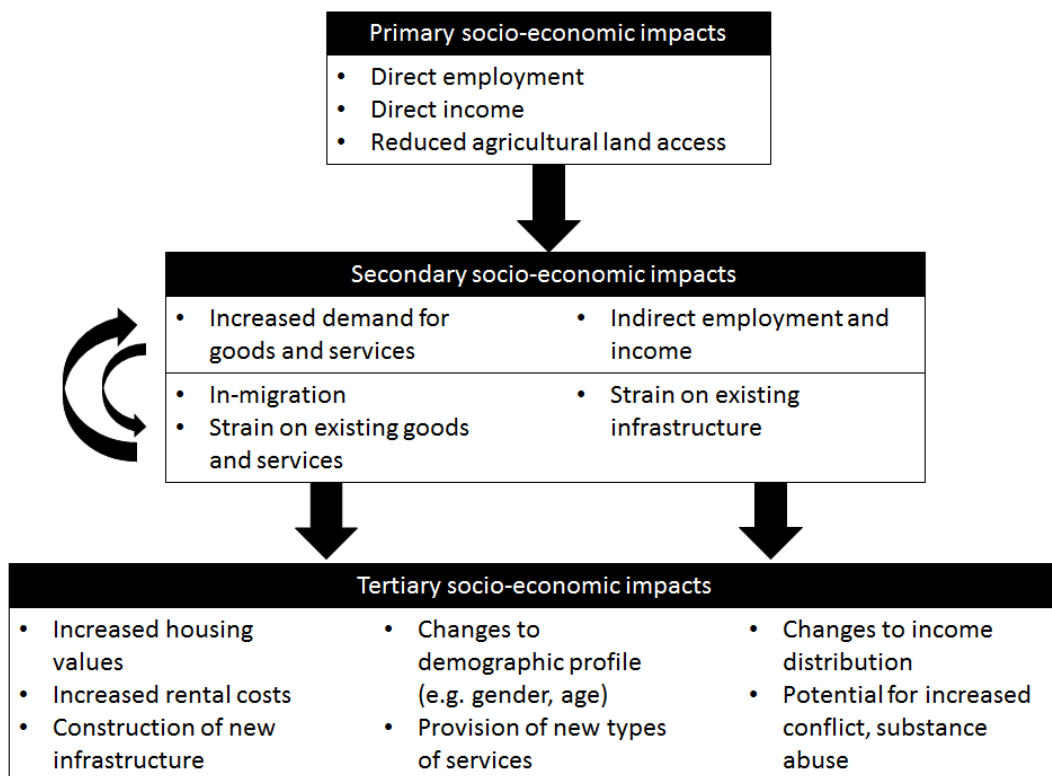 Primary socio-economic impacts
• Direct employment
• Direct income
• Reduced agricultural land access
Secondary socio-economic impacts
• Increased demand for
goods and services
• Indirect employment and
income
• In-migration
• Strain on existing goods
and services
• Strain on existing
infrastructure
Tertiary socio-economic impacts
• Increased housing
values
• Increased rental costs
• Construction of new
infrastructure
• Changes to
demographic profile
(e.g. gender, age)
• Provision of new types
of services
• Changes to income
distribution
• Potential for increased
conflict, substance
abuse